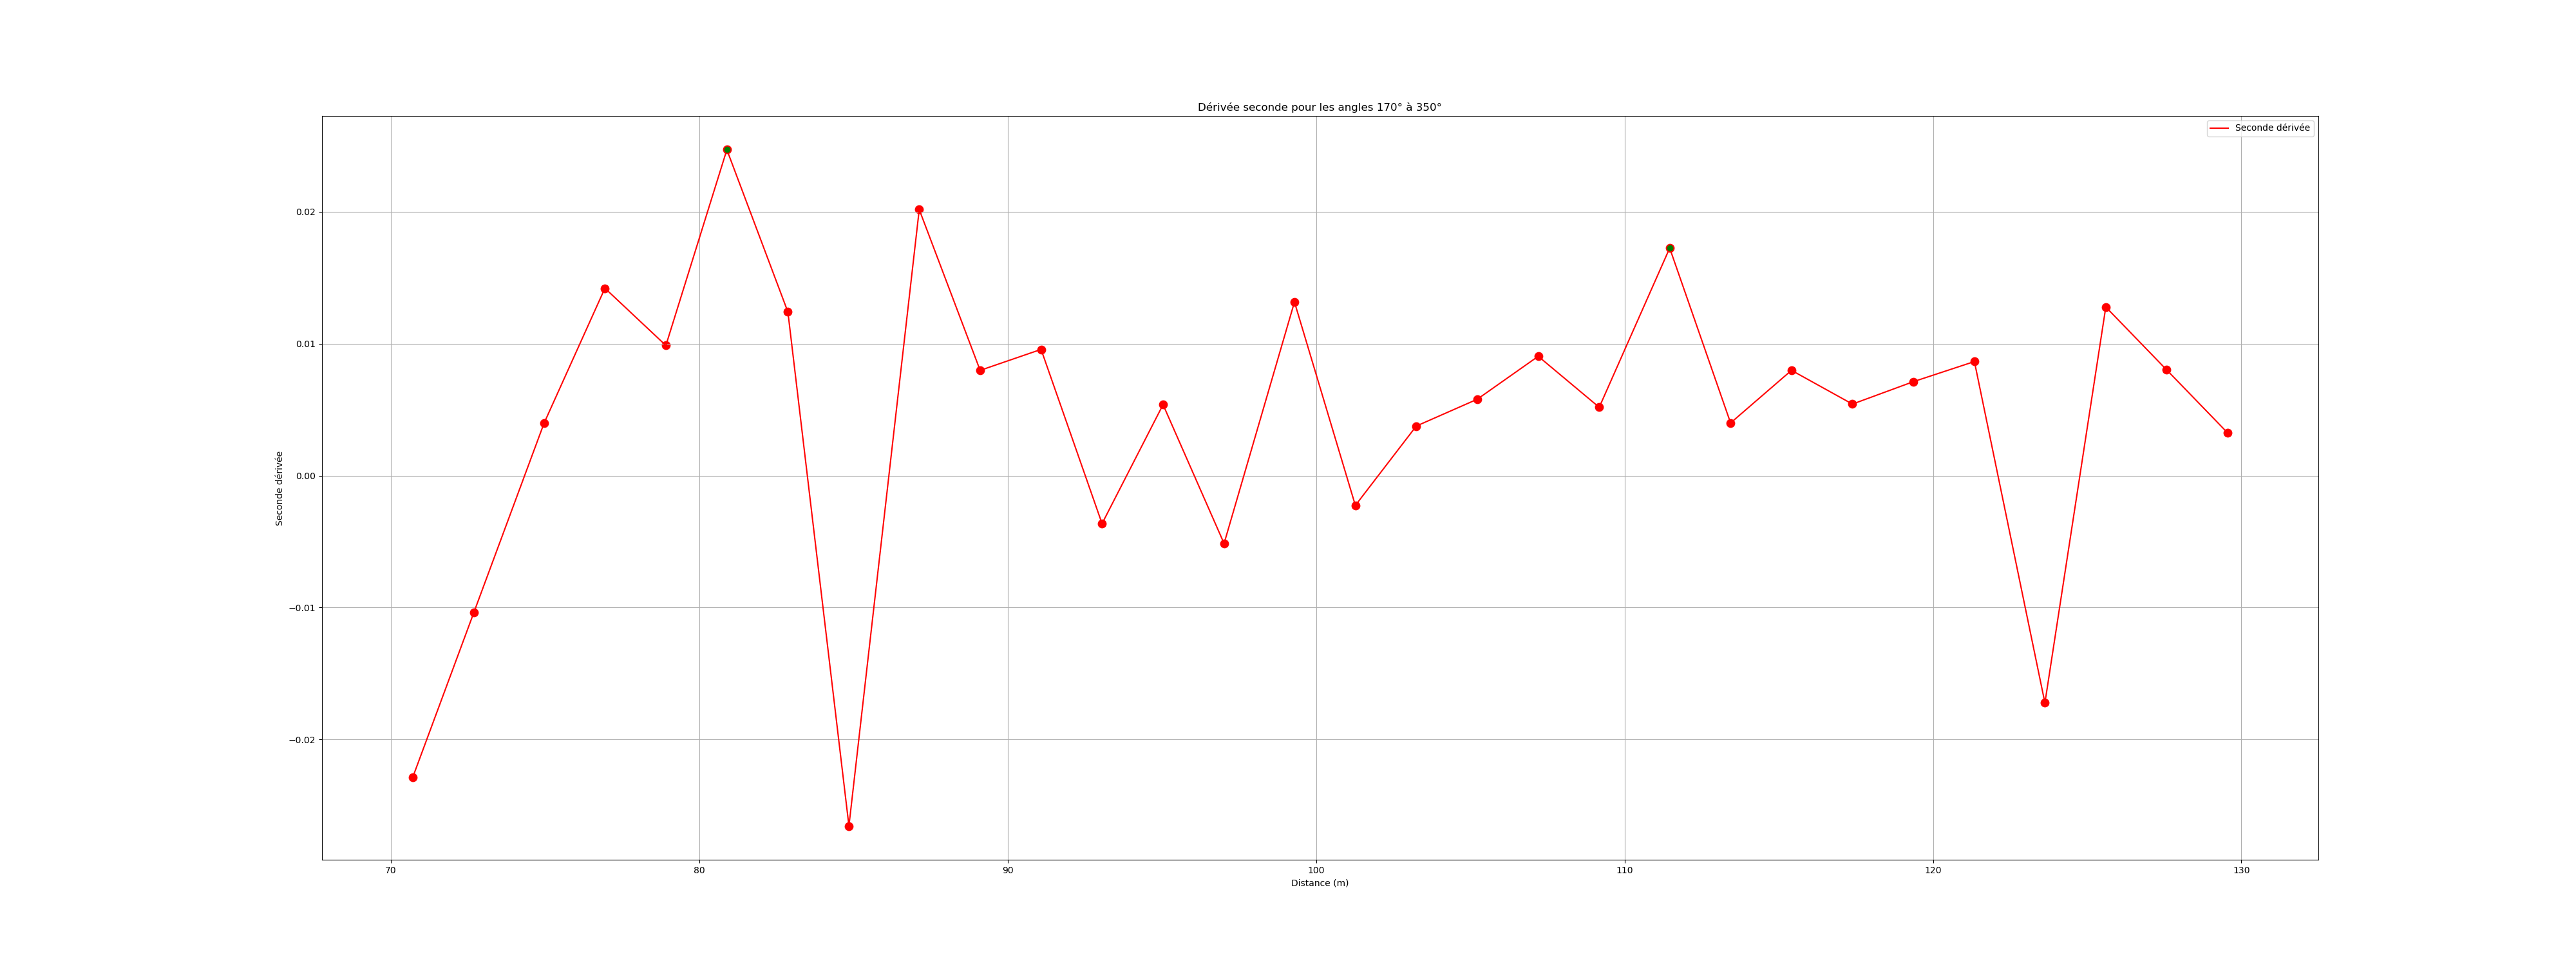 Dérivée seconde pour les angles 170° à 350°
Seconde dérivée
0.02
0.01
0.00
−0.01
−0.02
Seconde dérivée
70 80 90 100 110 120 130
Distance (m)